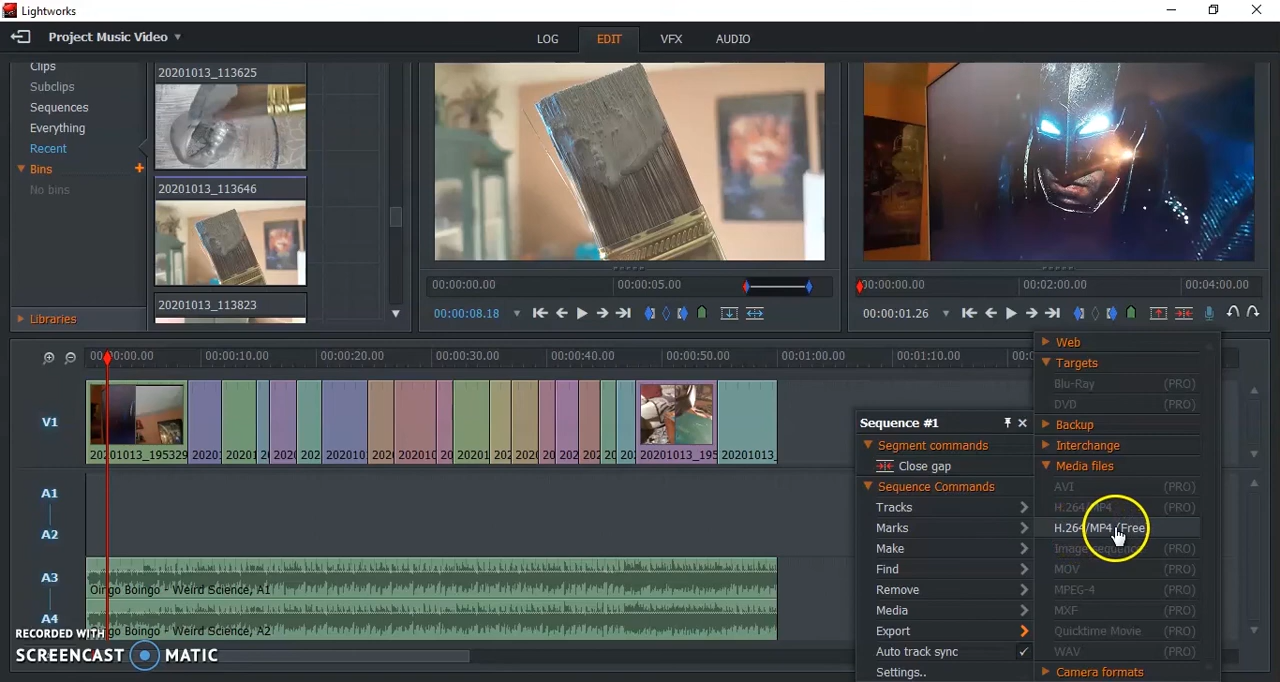 Lightworks
Project Music Video
LOG
EDIT
VFX
AUDIO
Clips
Subclips
Sequences
Everything
Recent
Bins
No bins
Libraries
20201013_113625
20201013_113646
20201013_113823
00:00:00.00
00:00:05.00
00:00:08.18
00:00:00.00
00:02:00.00
00:04:00.00
00:00:01.26
00:00:10.00
00:00:20.00
00:00:30.00
00:00:40.00
00:00:50.00
00:01:00.00
00:01:10.00
V1
20201013_195329
20201013_195
20201013_
A1
A2
A3
A4
Oingo Boingo - Weird Science, A1
Oingo Boingo - Weird Science, A2
Sequence #1
Segment commands
Close gap
Sequence Commands
Tracks
Marks
Make
Find
Remove
Media
Export
Auto track sync
Settings..
Web
Targets
Blu-Ray (PRO)
DVD (PRO)
Backup
Interchange
Media files
AVI (PRO)
H.264/MP4 (PRO)
H.264/MP4 (Free
Image sequence (PRO)
MOV (PRO)
MPEG-4 (PRO)
MXF (PRO)
Quicktime Movie (PRO)
WAV (PRO)
Camera formats
RECORDED WITH
SCREENCAST MATIC